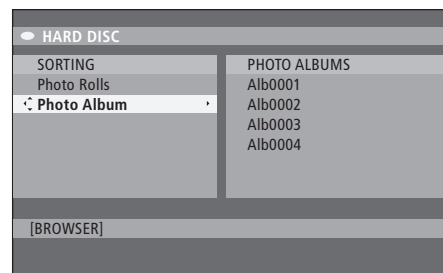 HARD DISC
SORTING
Photo Rolls
Photo Album
PHOTO ALBUMS
Alb0001
Alb0002
Alb0003
Alb0004
[BROWSER]